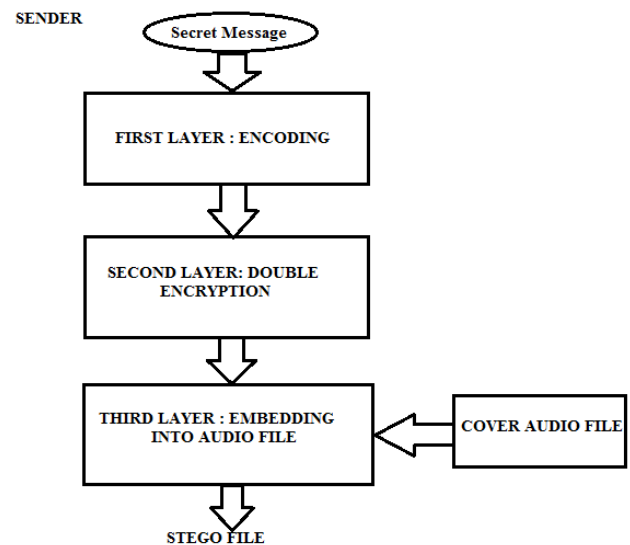 SENDER
Secret Message
FIRST LAYER : ENCODING
SECOND LAYER: DOUBLE
ENCRYPTION
THIRD LAYER : EMBEDDING
INTO AUDIO FILE
COVER AUDIO FILE
STEGO FILE